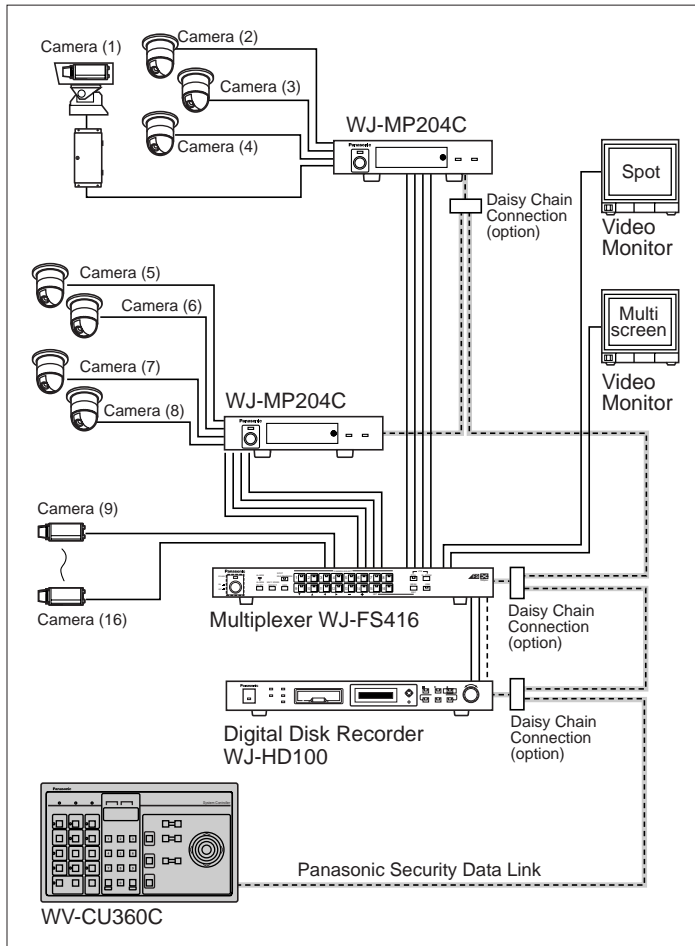 Camera (1)
Camera (2)
Camera (3)
Camera (4)
WJ-MP204C
Panasonic
Spot
Video
Monitor
Daisy Chain
Connection
(option)
Camera (5)
Camera (6)
Camera (7)
Camera (8)
Multi
screen
Video
Monitor
WJ-MP204C
Panasonic
Camera (9)
Camera (16)
Panasonic
Multiplexer WJ-FS416
Daisy Chain
Connection
(option)
Panasonic
Digital Disk Recorder
WJ-HD100
Daisy Chain
Connection
(option)
Panasonic
System Controller
Panasonic Security Data Link
WV-CU360C